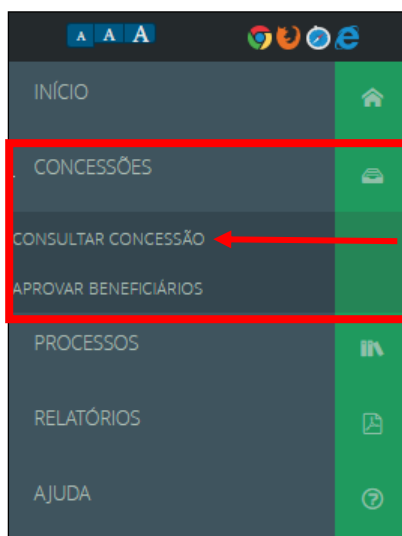 A A A
INÍCIO
CONCESSÕES
CONSULTAR CONCESSÃO
APROVAR BENEFICIÁRIOS
PROCESSOS
RELATÓRIOS
AJUDA